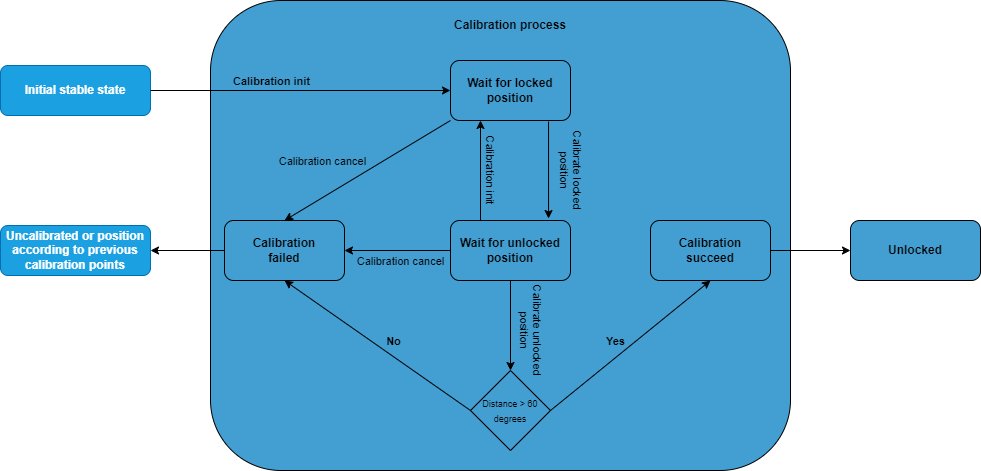 Calibration process
Initial stable state
Calibration init
Wait for locked
position
Calibration cancel
Calibration init
Calibrate locked
position
Uncalibrated or position
according to previous
calibration points
Calibration
failed
Calibration cancel
Wait for unlocked
position
Calibration
succeed
Unlocked
Calibrate unlocked
position
No
Yes
Distance > 60
degrees